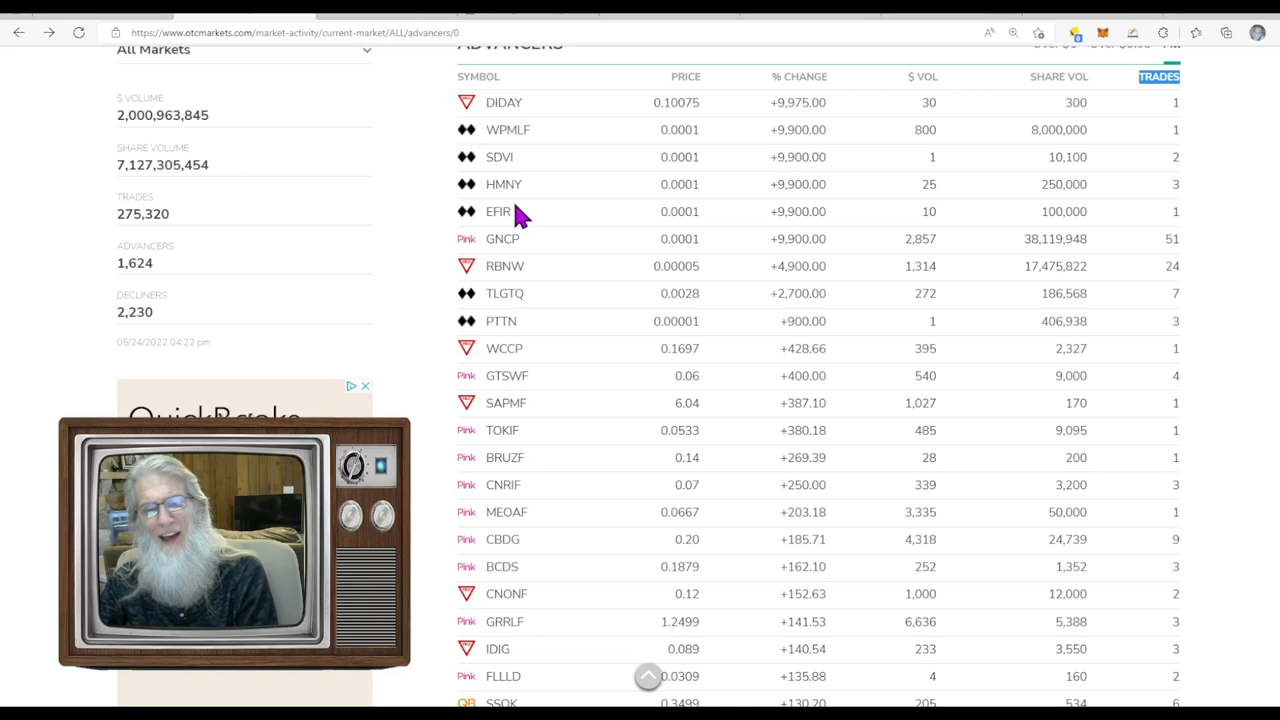 https://www.otcmarkets.com/market-activity/current-market/ALL/advancers/0
All Markets
$ VOLUME
2,000,963,845
SHARE VOLUME
7,127,305,454
TRADES
275,320
ADVANCERS
1,624
DECLINERS
2,230
05/24/2022 04:22 pm
QuickBooks
ADVANCERS
SYMBOL PRICE % CHANGE $ VOL SHARE VOL TRADES
DIDAY 0.10075 +9,975.00 30 300 1
WPMLF 0.0001 +9,900.00 800 8,000,000 1
SDVI 0.0001 +9,900.00 1 10,100 2
HMNY 0.0001 +9,900.00 25 250,000 3
EFIR 0.0001 +9,900.00 10 100,000 1
Pink GNCP 0.0001 +9,900.00 2,857 38,119,948 51
RBNW 0.00005 +4,900.00 1,314 17,475,822 24
TLGTQ 0.0028 +2,700.00 272 186,568 7
PTTN 0.00001 +900.00 1 406,938 3
WCCP 0.1697 +428.66 395 2,327 1
Pink GTSWF 0.06 +400.00 540 9,000 4
SAPMF 6.04 +387.10 1,027 170 1
Pink TOKIF 0.0533 +380.18 485 9,095 1
Pink BRUZF 0.14 +269.39 28 200 1
Pink CNRIF 0.07 +250.00 339 3,200 3
Pink MEOAF 0.0667 +203.18 3,335 50,000 1
Pink CBDG 0.20 +185.71 4,318 24,739 9
Pink BCDS 0.1879 +162.10 252 1,352 3
CNONF 0.12 +152.63 1,000 12,000 2
Pink GRRLF 1.2499 +141.53 6,636 5,388 3
IDIG 0.089 +140.54 233 3,550 3
Pink FLLLD 0.0309 +135.88 4 160 2
QB SSOK 0.3499 +130.20 205 534 6